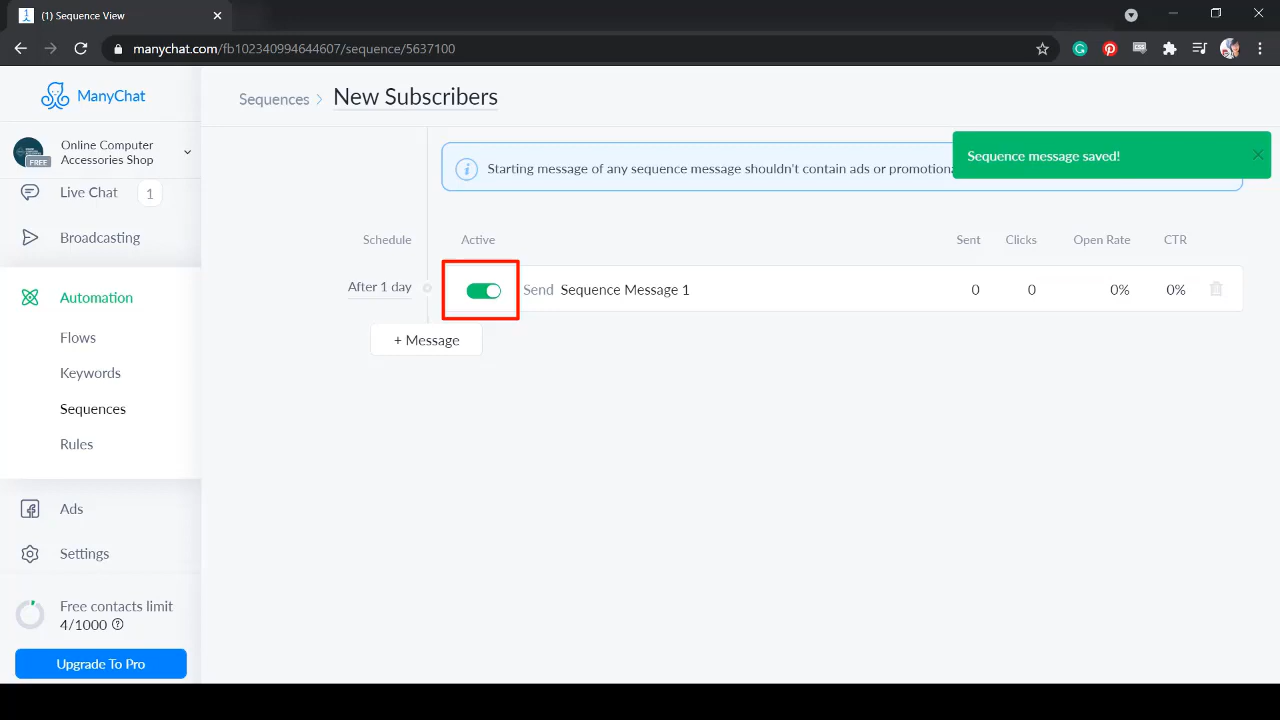 (1) Sequence View
manychat.com/fb102340994644607/sequence/5637100
ManyChat
Sequences > New Subscribers
Online Computer
Accessories Shop
FREE
Sequence message saved!
Starting message of any sequence message shouldn't contain ads or promotiona
Live Chat 1
Broadcasting
Automation
Flows
Keywords
Sequences
Rules
Ads
Settings
Free contacts limit
4/1000 ?
Upgrade To Pro
Schedule Active Sent Clicks Open Rate CTR
After 1 day Send Sequence Message 1 0 0 0% 0%
+ Message